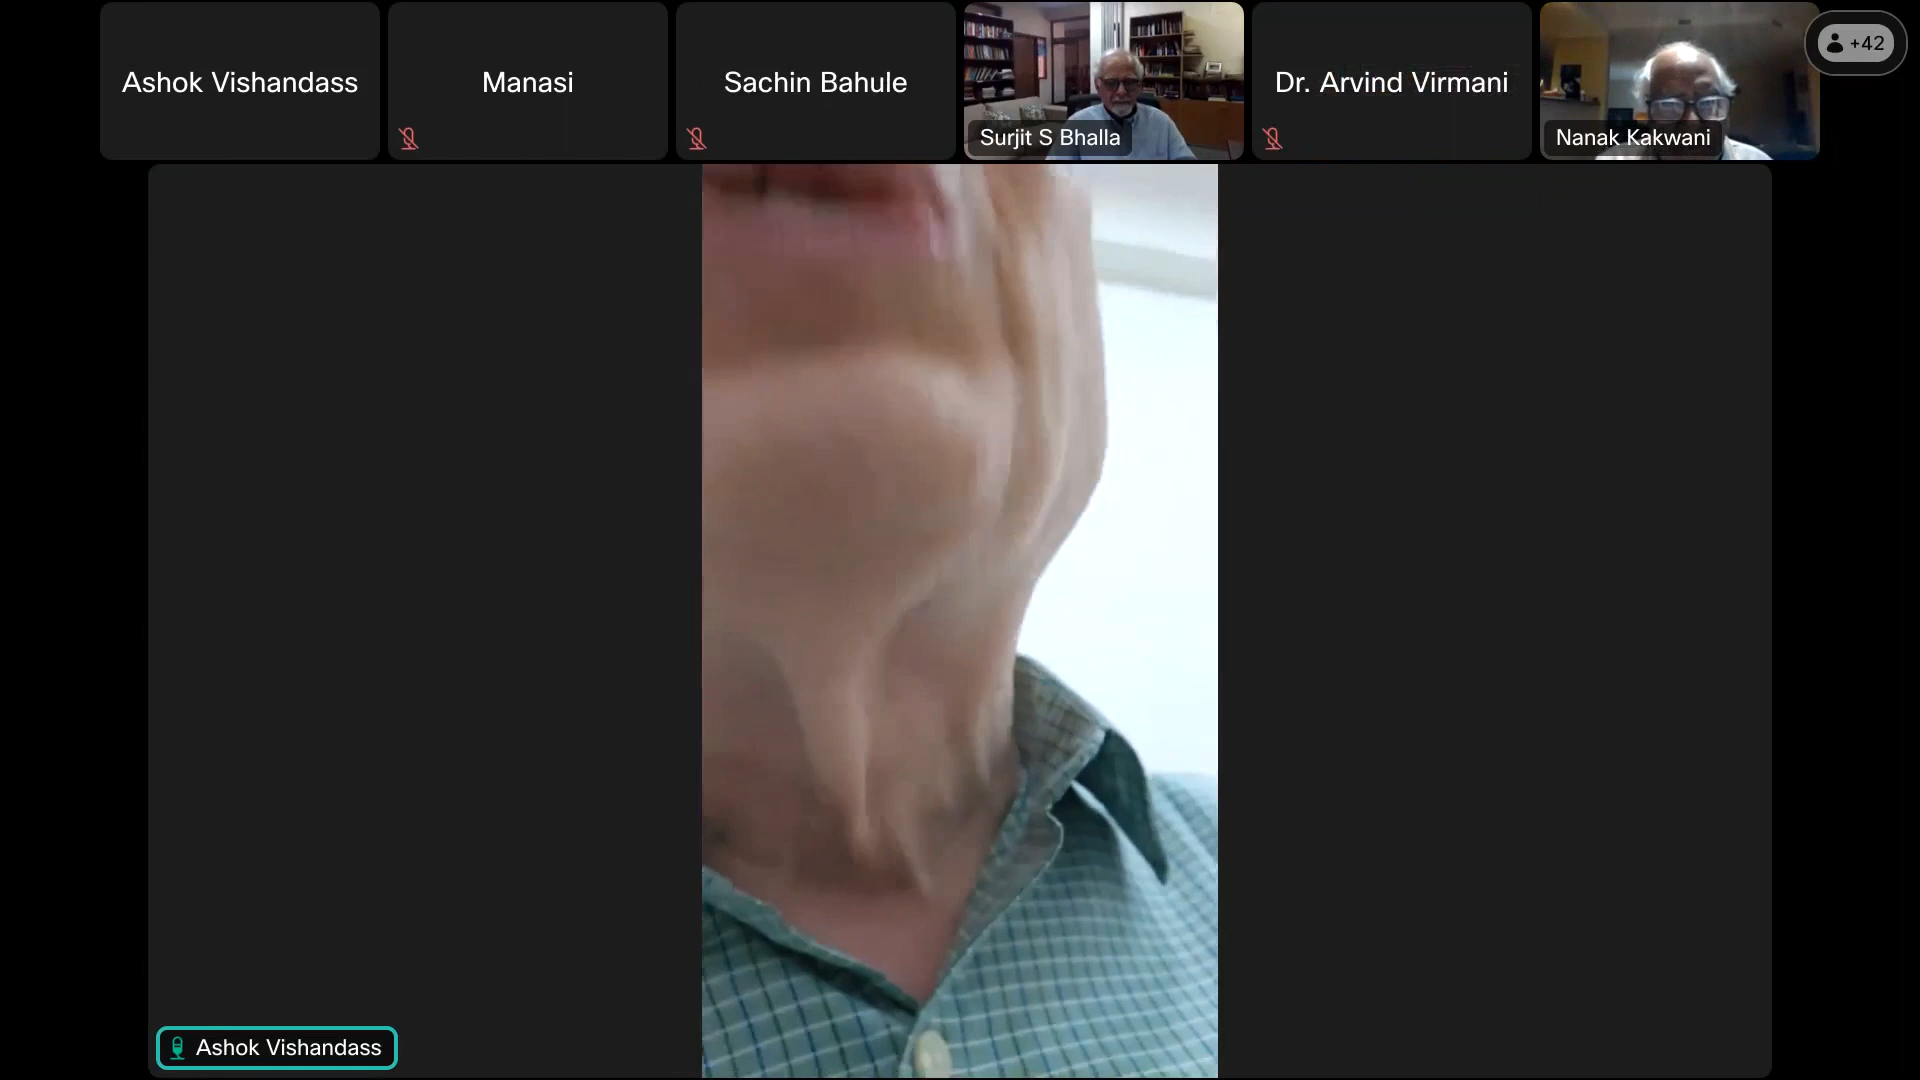 Ashok Vishandass
Manasi
Sachin Bahule
Surjit S Bhalla
Dr. Arvind Virmani
Nanak Kakwani
+42
Ashok Vishandass